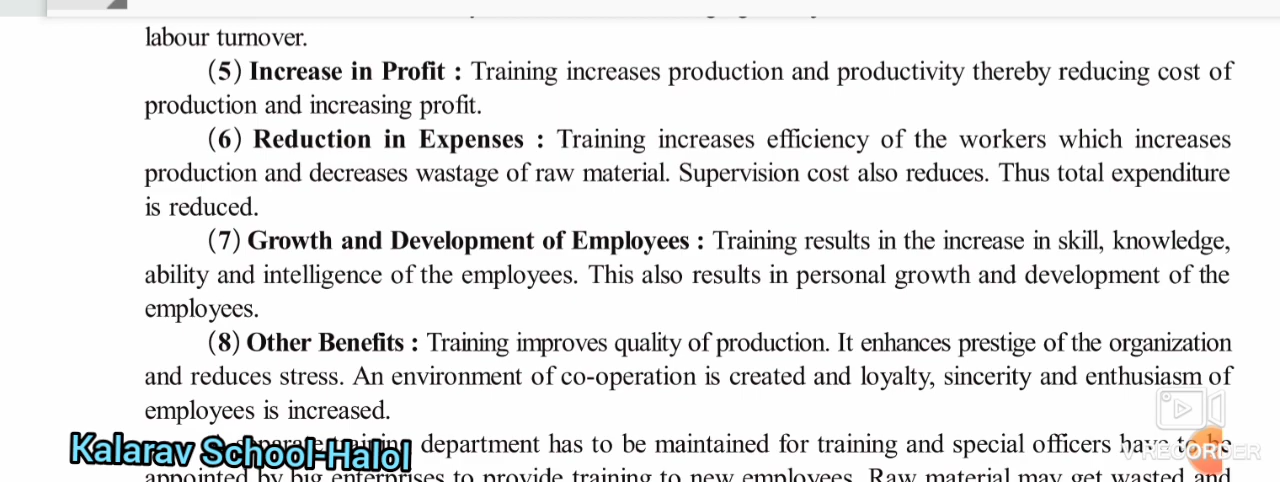 labour turnover.
(5) Increase in Profit : Training increases production and productivity thereby reducing cost of
production and increasing profit.
(6) Reduction in Expenses : Training increases efficiency of the workers which increases
production and decreases wastage of raw material. Supervision cost also reduces. Thus total expenditure
is reduced.
(7) Growth and Development of Employees : Training results in the increase in skill, knowledge,
ability and intelligence of the employees. This also results in personal growth and development of the
employees.
(8) Other Benefits : Training improves quality of production. It enhances prestige of the organization
and reduces stress. An environment of co-operation is created and loyalty, sincerity and enthusiasm of
employees is increased.
Kalarav School-Halol department has to be maintained for training and special officers have to be
V RECORDER
appointed by big enterprises to provide training to new employees. Raw material may get wasted and